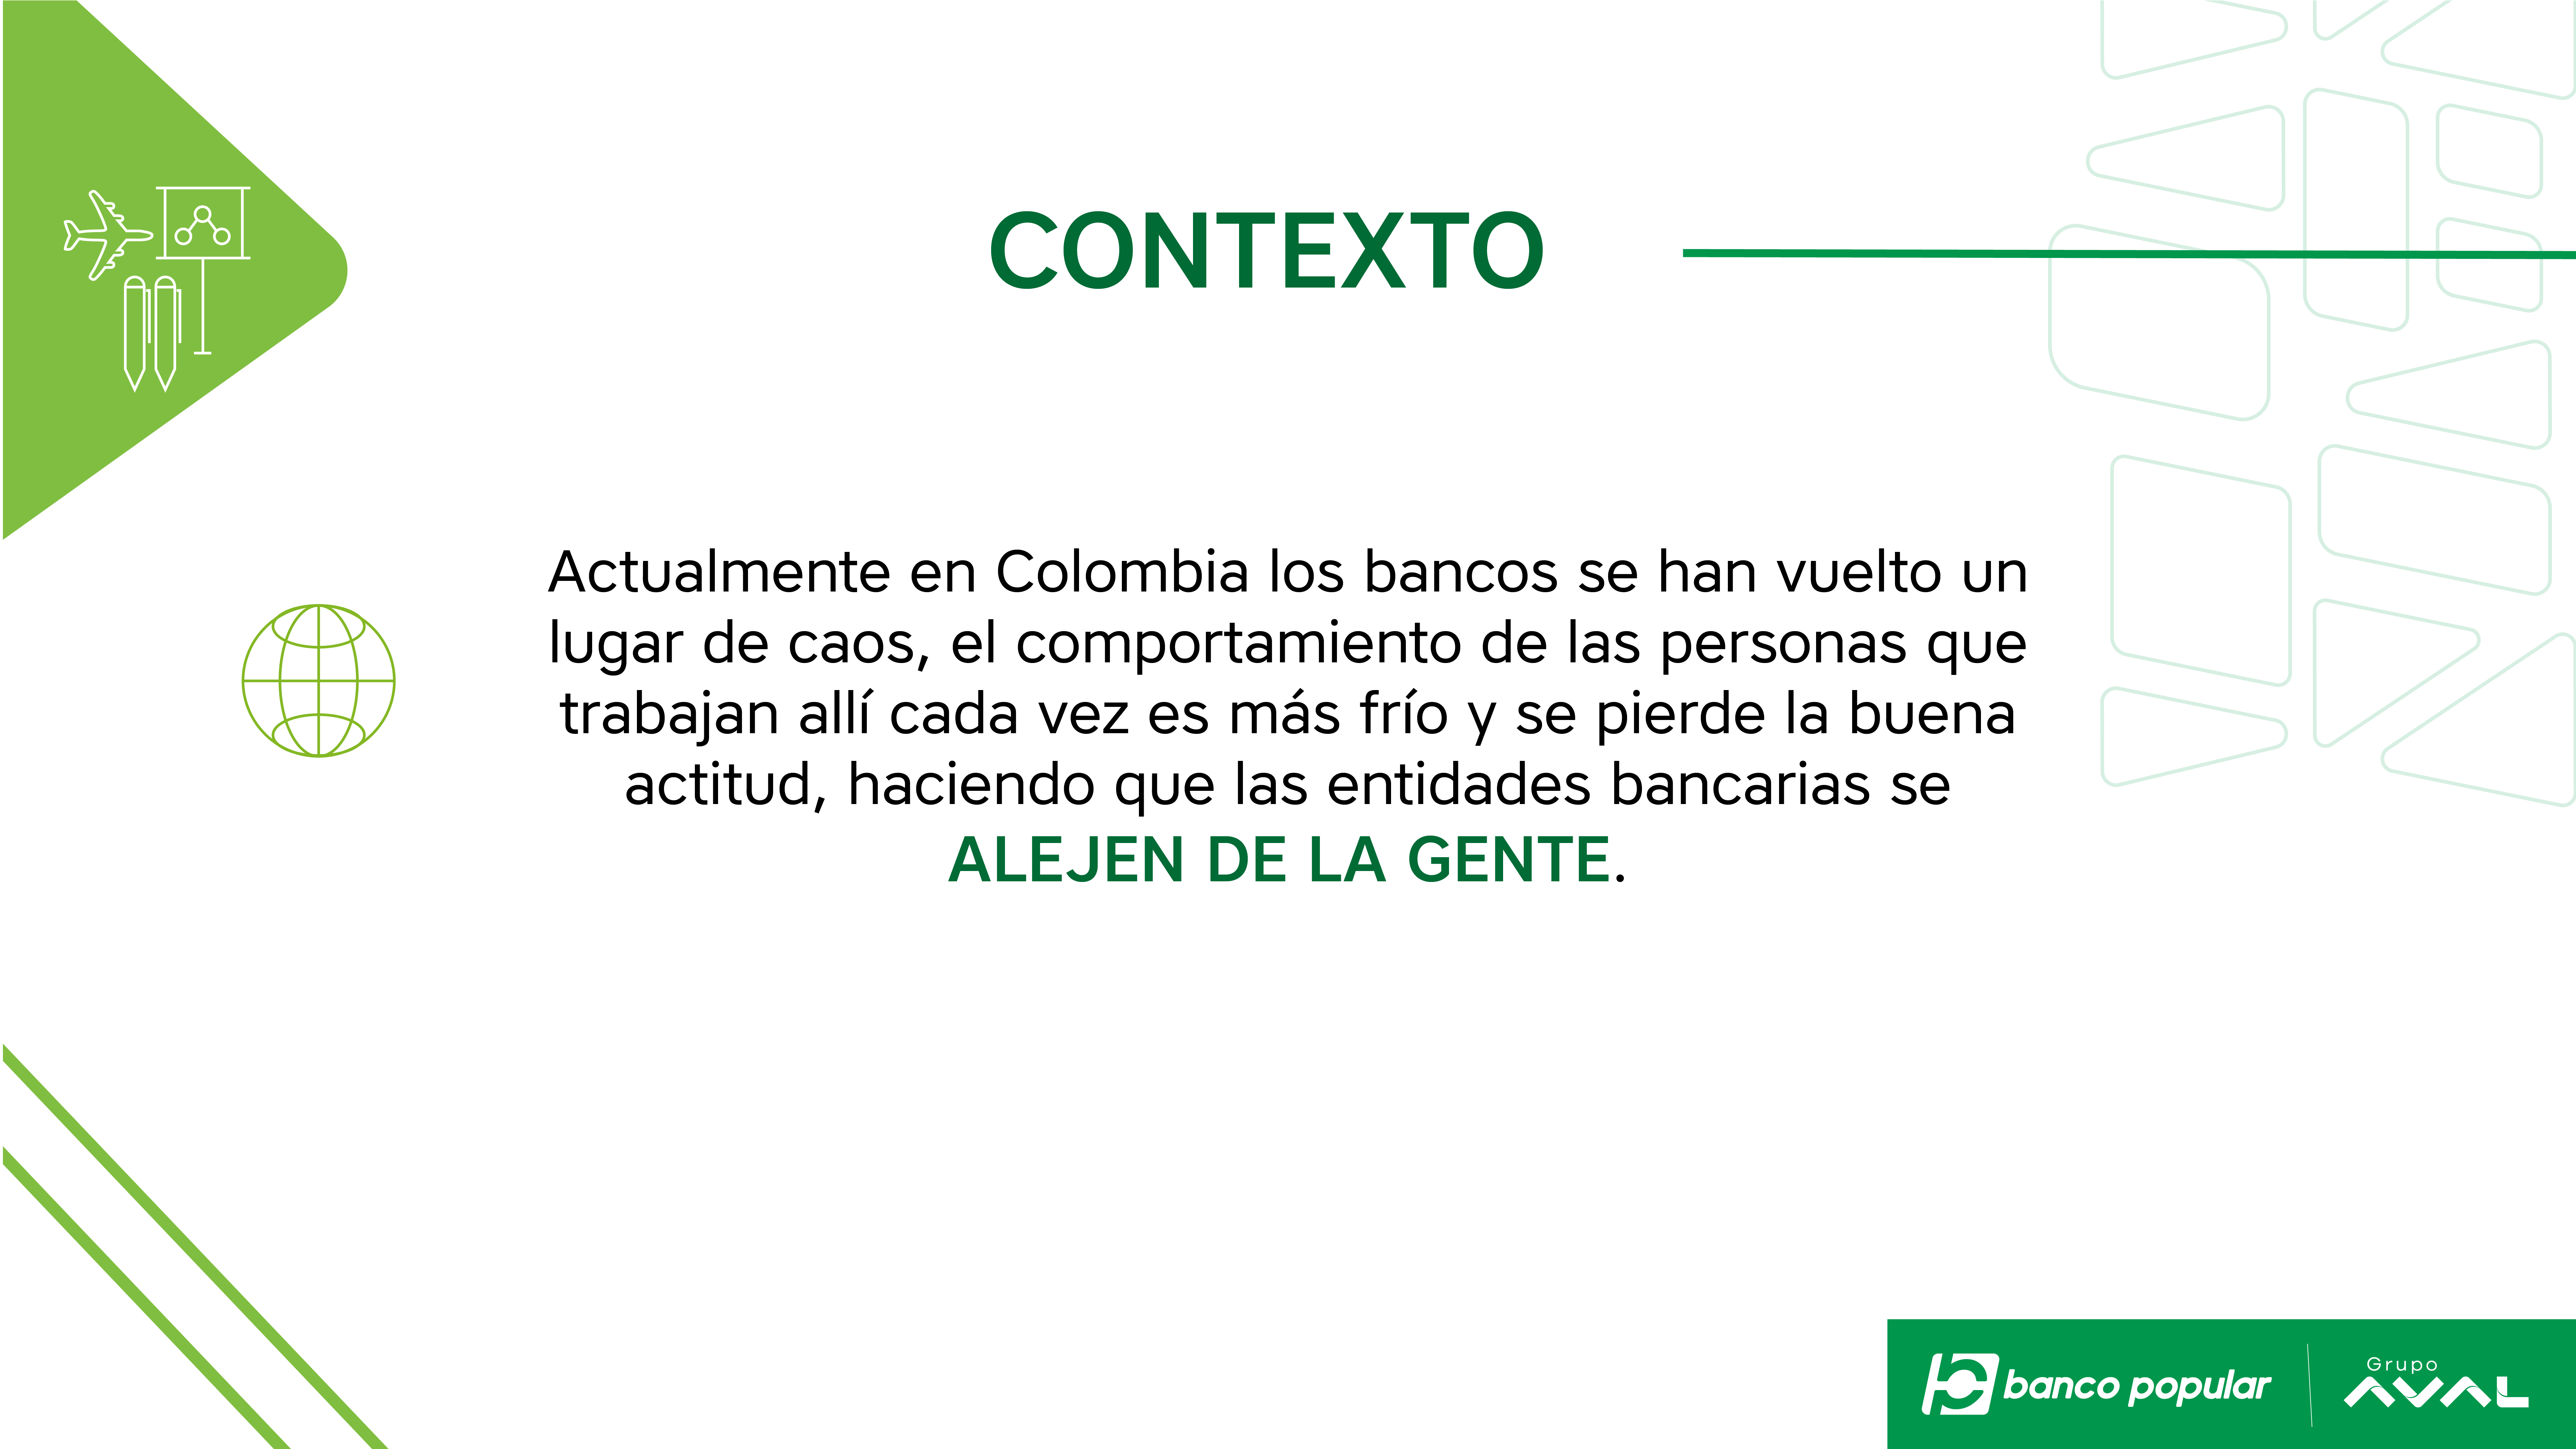 CONTEXTO
Actualmente en Colombia los bancos se han vuelto un
lugar de caos, el comportamiento de las personas que
trabajan allí cada vez es más frío y se pierde la buena
actitud, haciendo que las entidades bancarias se
ALEJEN DE LA GENTE.
banco popular
Grupo
AVAL